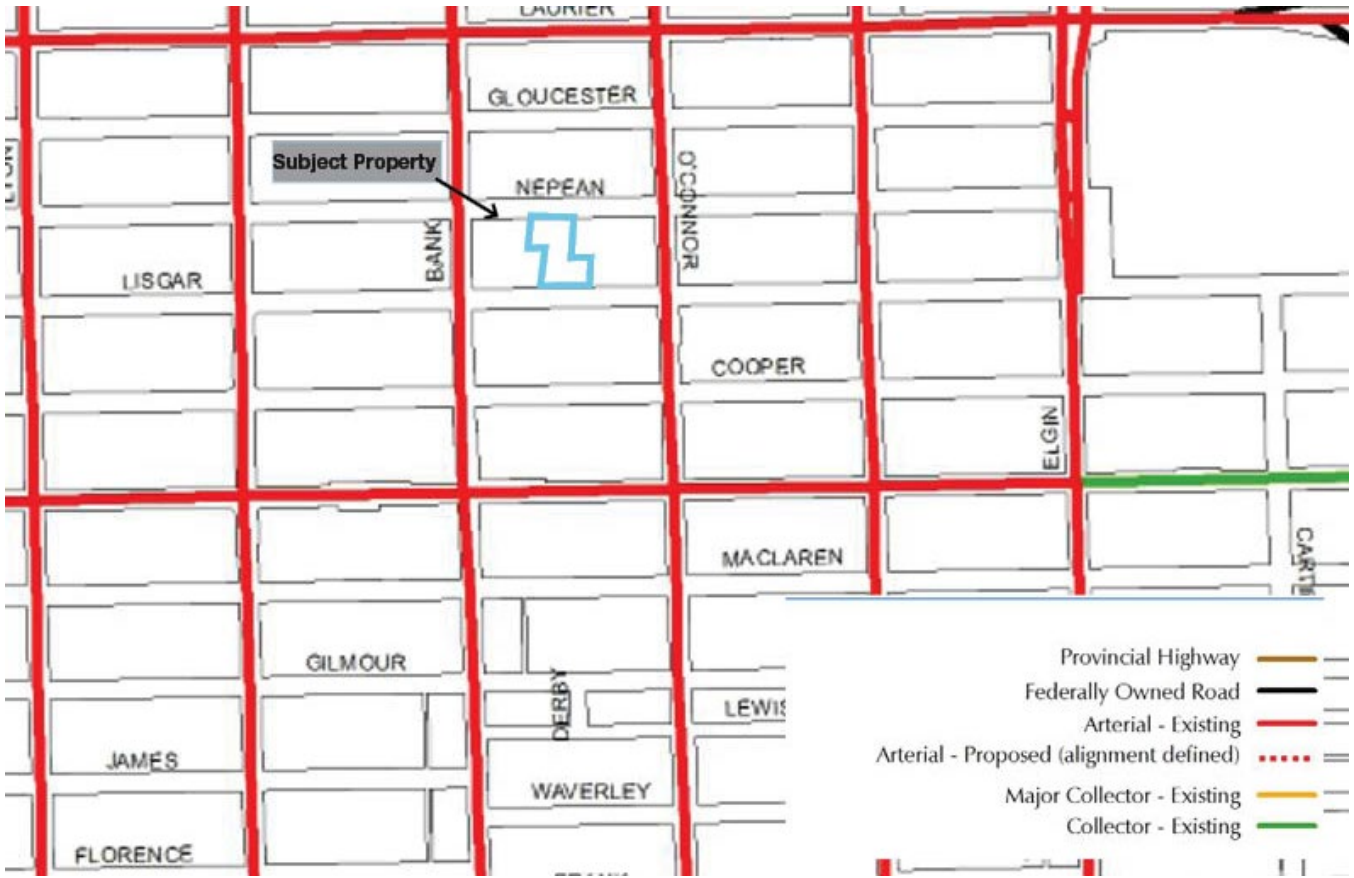 LAURIER
GLOUCESTER
Subject Property
NEPEAN
O'CONNOR
BANK
LISGAR
COOPER
ELGIN
MACLAREN
GILMOUR
DERBY
JAMES
WAVERLEY
FLORENCE
Provincial Highway
Federally Owned Road
Arterial - Existing
Arterial - Proposed (alignment defined)
Major Collector - Existing
Collector - Existing